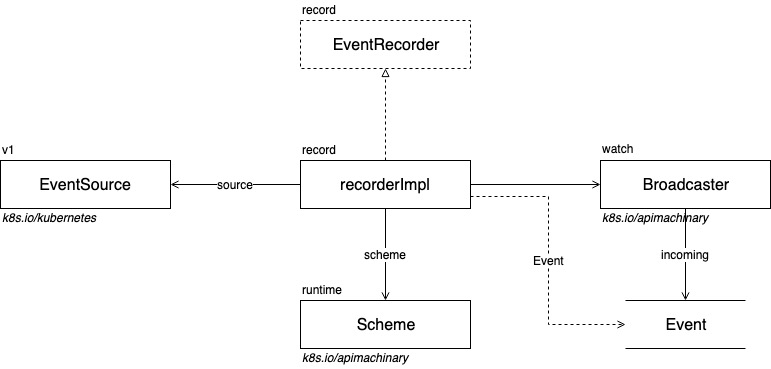 record
EventRecorder
v1
record
watch
EventSource
source
recorderImpl
Broadcaster
k8s.io/kubernetes
k8s.io/apimachinary
scheme
Event
incoming
runtime
Scheme
Event
k8s.io/apimachinary